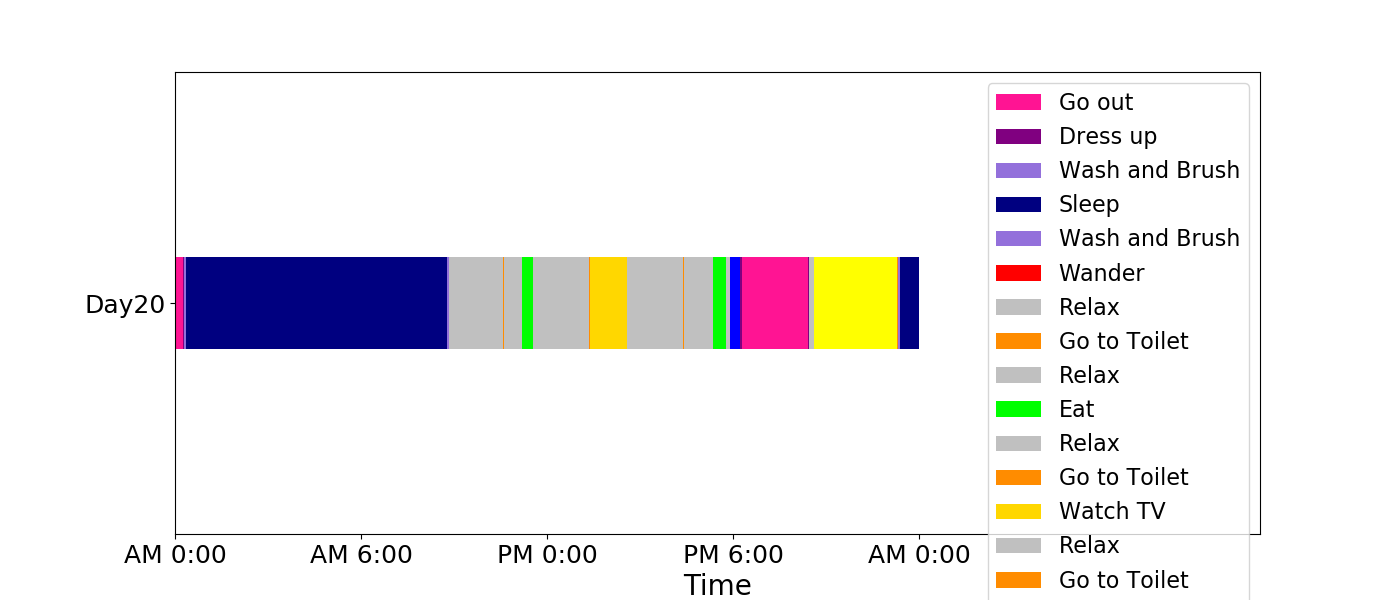 Go out
Dress up
Wash and Brush
Sleep
Wash and Brush
Wander
Relax
Go to Toilet
Relax
Eat
Relax
Go to Toilet
Watch TV
Relax
Go to Toilet
Day20
AM 0:00 AM 6:00 PM 0:00 PM 6:00 AM 0:00
Time